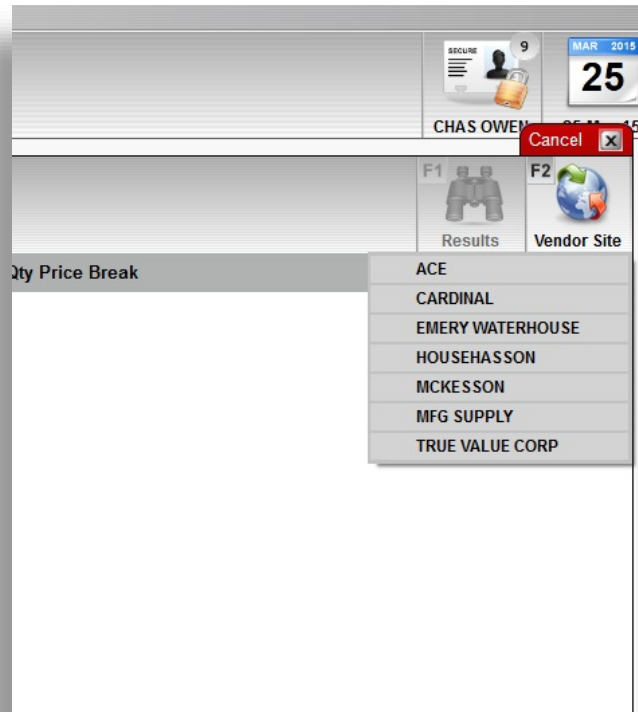 SECURE
9
MAR 2015
25
CHAS OWEN
Cancel
F1
F2
Results
Vendor Site
Qty Price Break
ACE
CARDINAL
EMERY WATERHOUSE
HOUSEHASSON
MCKESSON
MFG SUPPLY
TRUE VALUE CORP